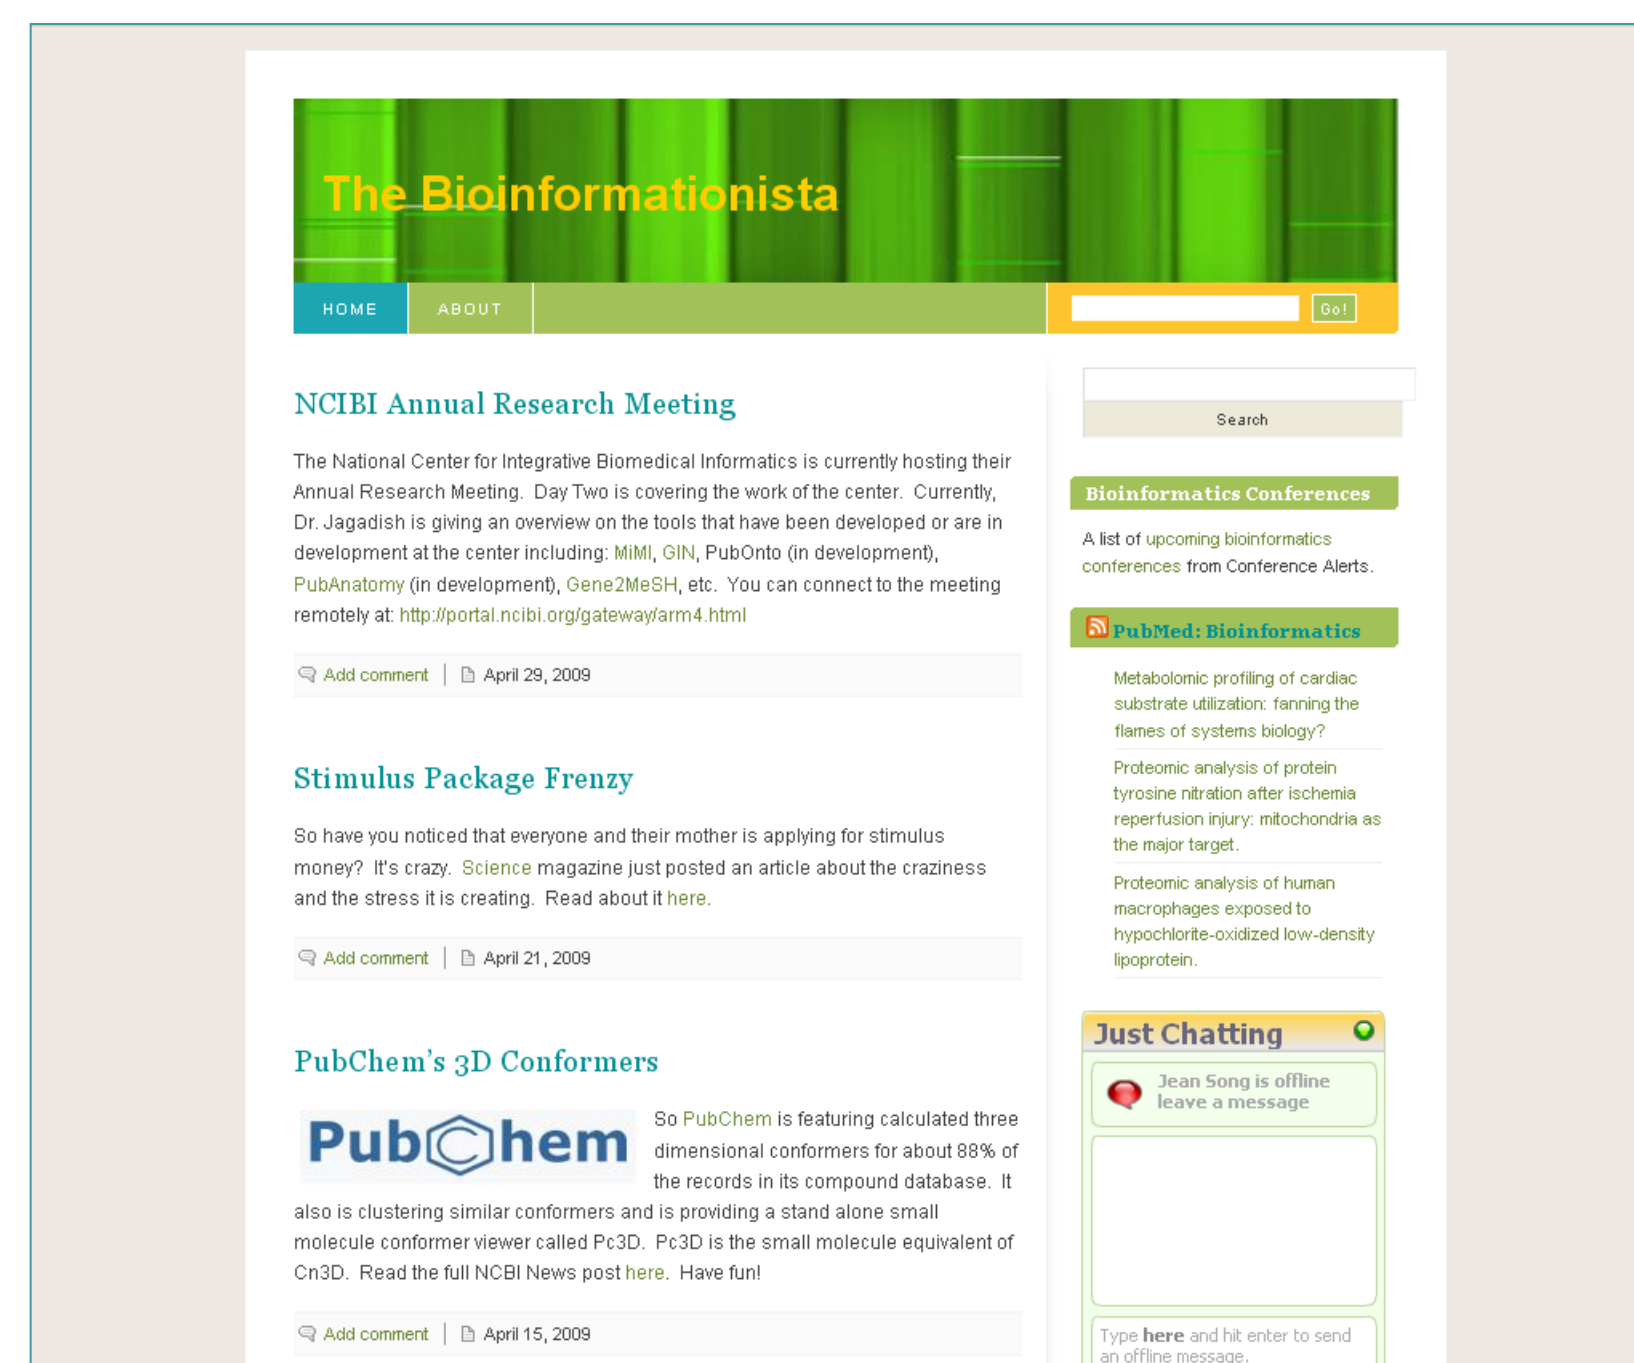 The Bioinformationista
HOME
ABOUT
Go!
NCIBI Annual Research Meeting
The National Center for Integrative Biomedical Informatics is currently hosting their
Annual Research Meeting.  Day Two is covering the work of the center.  Currently,
Dr. Jagadish is giving an overview on the tools that have been developed or are in
development at the center including: MiMI, GIN, PubOnto (in development),
PubAnatomy (in development), Gene2MeSH, etc.  You can connect to the meeting
remotely at: http://portal.ncibi.org/gateway/arm4.html
Add comment
April 29, 2009
Stimulus Package Frenzy
So have you noticed that everyone and their mother is applying for stimulus
money?  It's crazy.  Science magazine just posted an article about the craziness
and the stress it is creating.  Read about it here.
Add comment
April 21, 2009
PubChem’s 3D Conformers
PubChem
So PubChem is featuring calculated three
dimensional conformers for about 88% of
the records in its compound database.  It
also is clustering similar conformers and is providing a stand alone small
molecule conformer viewer called Pc3D.  Pc3D is the small molecule equivalent of
Cn3D.  Read the full NCBI News post here.  Have fun!
Add comment
April 15, 2009
Search
Bioinformatics Conferences
A list of upcoming bioinformatics
conferences from Conference Alerts.
PubMed: Bioinformatics
Metabolomic profiling of cardiac
substrate utilization: fanning the
flames of systems biology?
Proteomic analysis of protein
tyrosine nitration after ischemia
reperfusion injury: mitochondria as
the major target.
Proteomic analysis of human
macrophages exposed to
hypochlorite-oxidized low-density
lipoprotein.
Just Chatting
Jean Song is offline
leave a message
Type here and hit enter to send
an offline message.